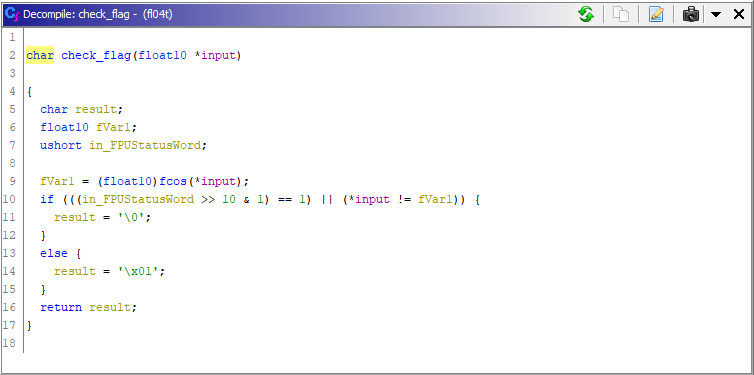 Decompile: check_flag - (fl04t)
1
2 char check_flag(float10 *input)
3
4 {
5 char result;
6 float10 fVar1;
7 ushort in_FPUStatusWord;
8
9 fVar1 = (float10)fcos(*input);
10 if (((in_FPUStatusWord >> 10 & 1) == 1) || (*input != fVar1)) {
11 result = '\0';
12 }
13 else {
14 result = '\x01';
15 }
16 return result;
17 }
18